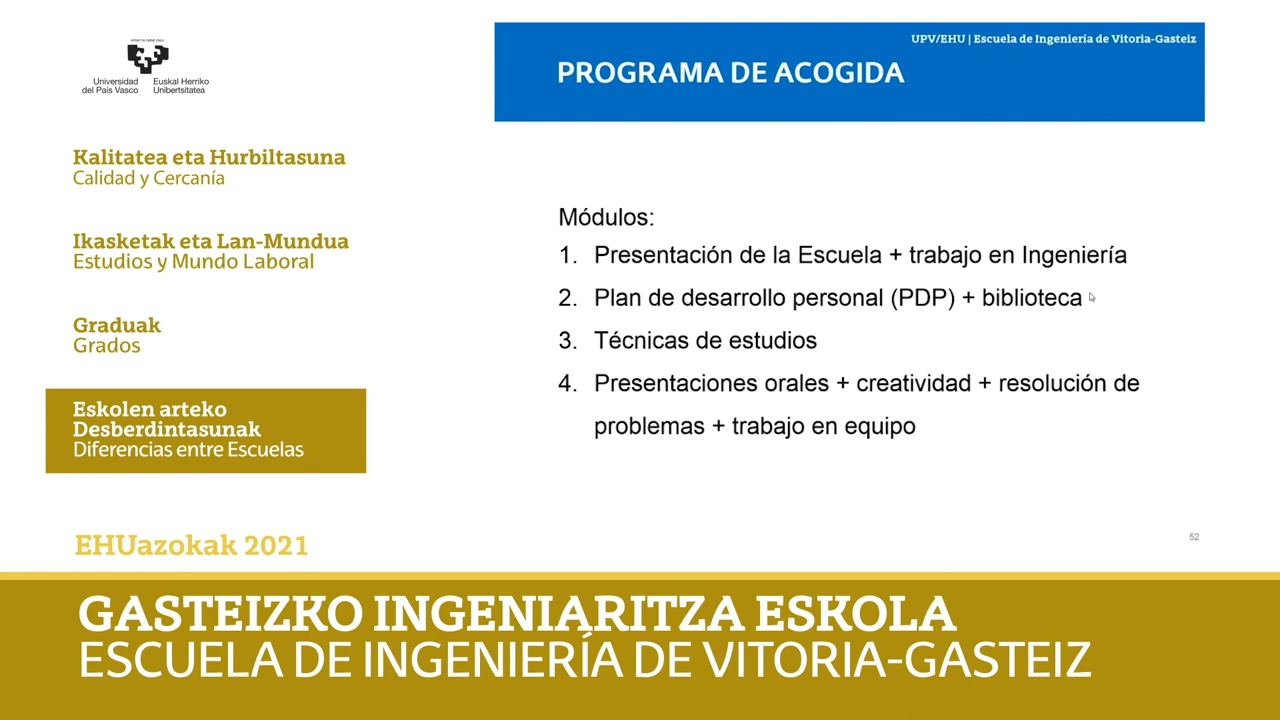 Universidad
del País Vasco
Euskal Herriko
Unibertsitatea
Kalitatea eta Hurbiltasuna
Calidad y Cercanía
Ikasketak eta Lan-Mundua
Estudios y Mundo Laboral
Graduak
Grados
Eskolen arteko
Desberdintasunak
Diferencias entre Escuelas
EHUazokak 2021
UPV/EHU | Escuela de Ingeniería de Vitoria-Gasteiz
PROGRAMA DE ACOGIDA
Módulos:
1. Presentación de la Escuela + trabajo en Ingeniería
2. Plan de desarrollo personal (PDP) + biblioteca
3. Técnicas de estudios
4. Presentaciones orales + creatividad + resolución de
problemas + trabajo en equipo
52
GASTEIZKO INGENIARITZA ESKOLA
ESCUELA DE INGENIERÍA DE VITORIA-GASTEIZ